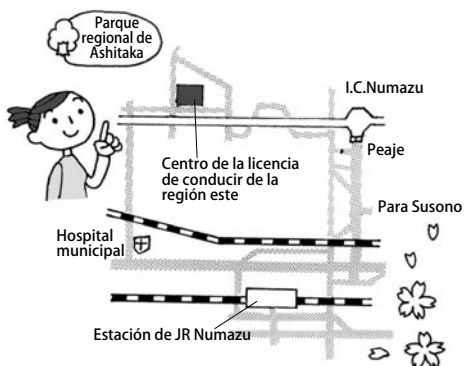 Parque
regional de
Ashitaka
I.C.Numazu
Peaje
Centro de la licencia
de conducir de la
región este
Para Susono
Hospital
municipal
Estación de JR Numazu